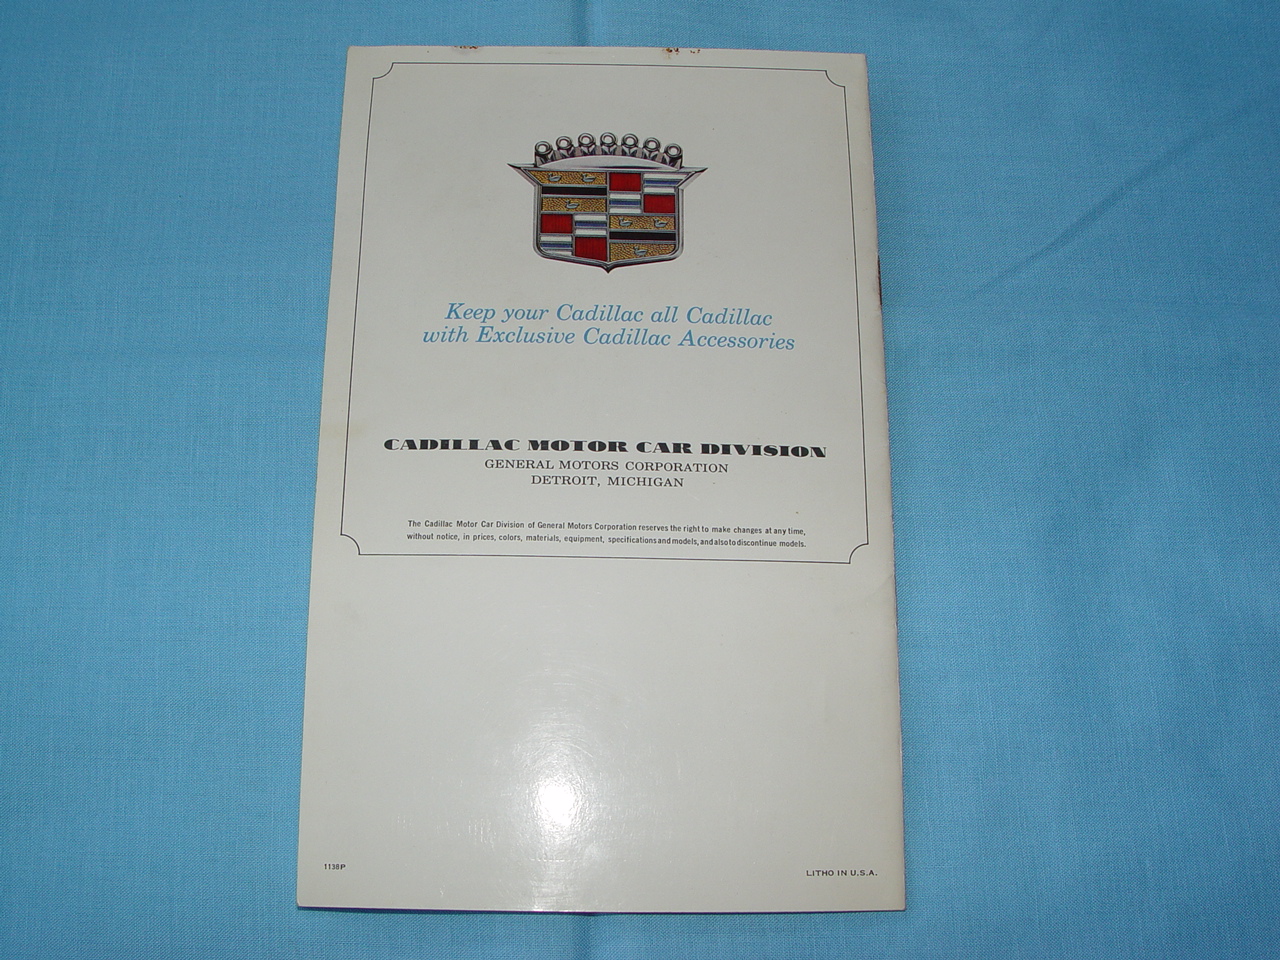 Keep your Cadillac all Cadillac
with Exclusive Cadillac Accessories
CADILLAC MOTOR CAR DIVISION
GENERAL MOTORS CORPORATION
DETROIT, MICHIGAN
The Cadillac Motor Car Division of General Motors Corporation reserves the right to make changes at any time,
without notice, in prices, colors, materials, equipment, specifications and models, and also to discontinue models.
1138P
LITHO IN U.S.A.